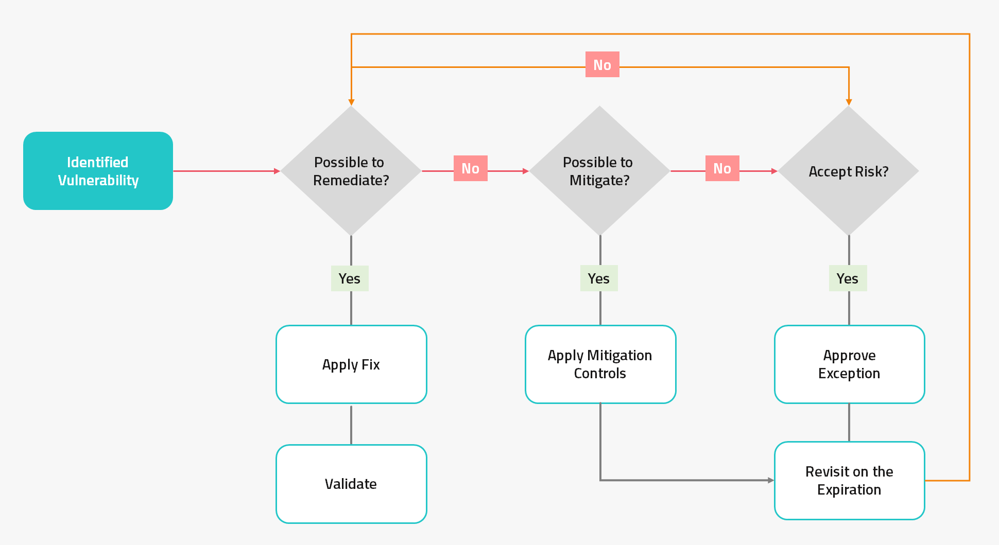 No
Identified
Vulnerability
Possible to
Remediate?
No
Possible to
Mitigate?
No
Accept Risk?
Yes
Yes
Yes
Apply Fix
Apply Mitigation
Controls
Approve
Exception
Validate
Revisit on the
Expiration